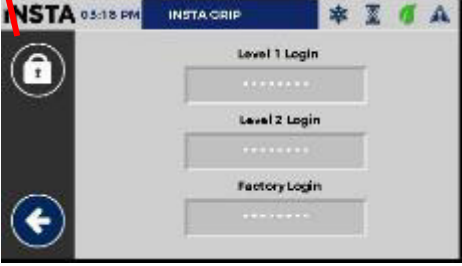 INSTA 03:18 PM INSTA GRIP
Level 1 Login
********
Level 2 Login
********
Factory Login
********